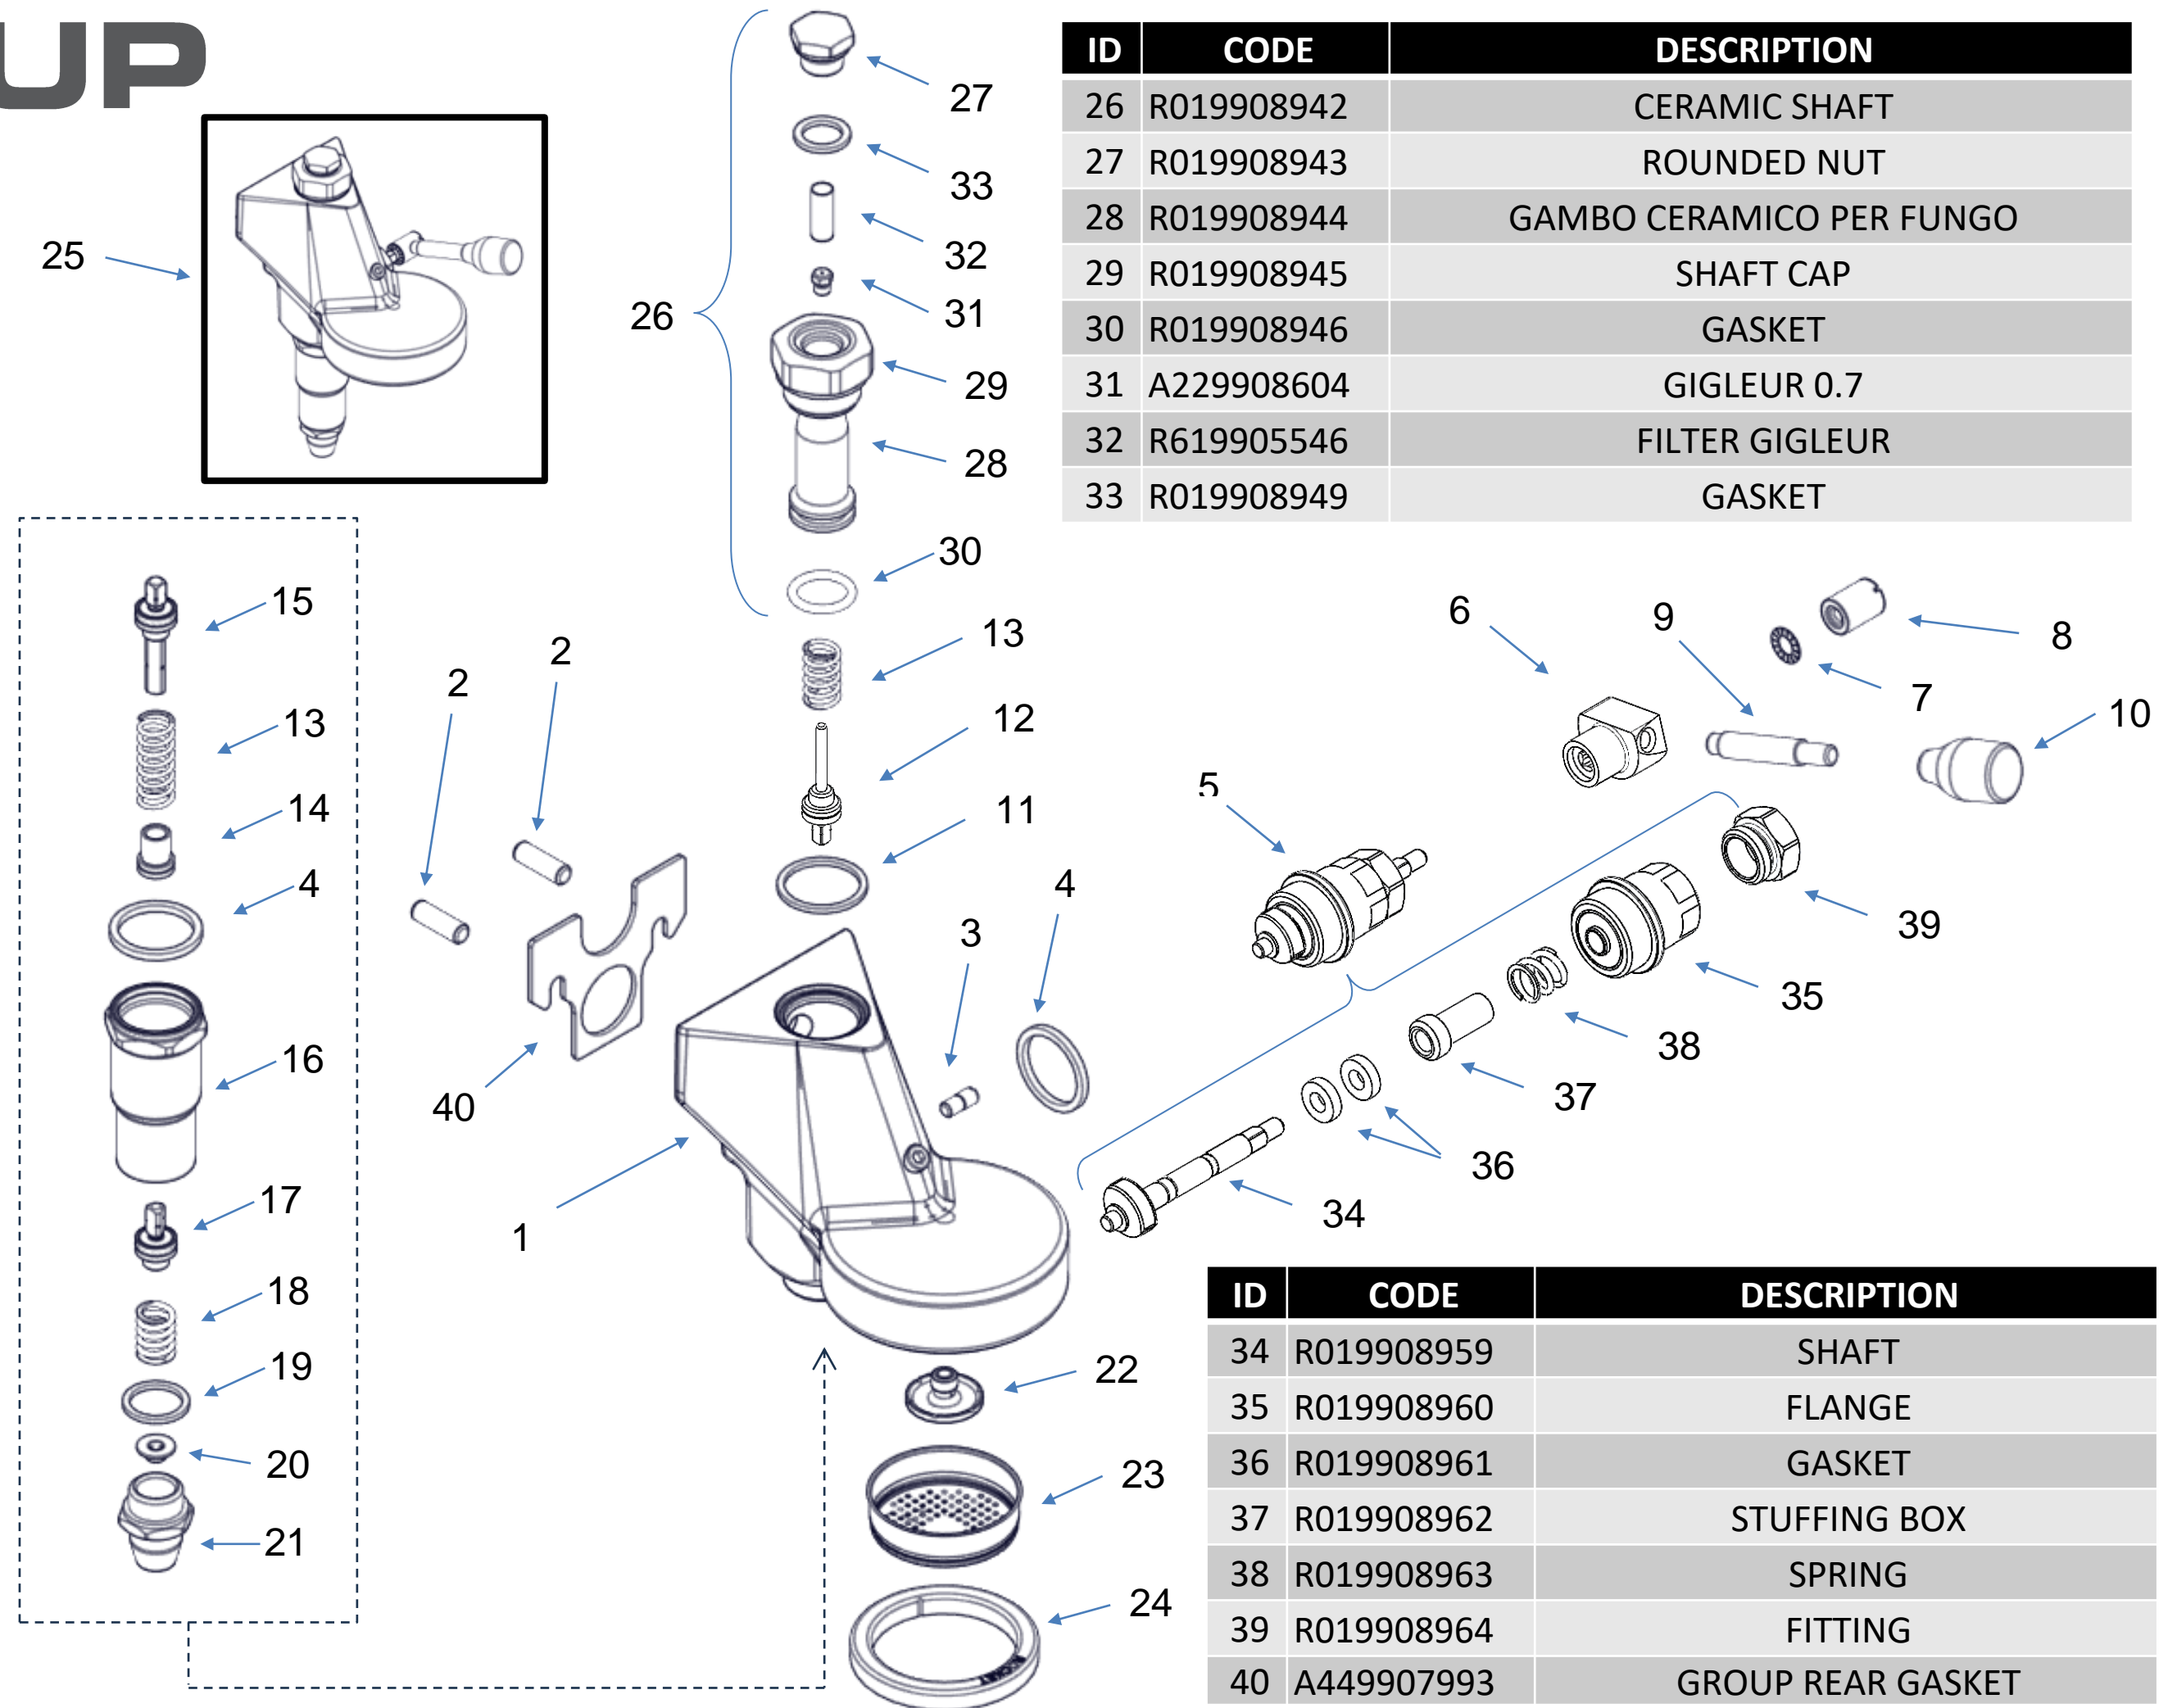 UP
ID CODE DESCRIPTION
26 R019908942 CERAMIC SHAFT
27 R019908943 ROUNDED NUT
28 R019908944 GAMBO CERAMICO PER FUNGO
29 R019908945 SHAFT CAP
30 R019908946 GASKET
31 A229908604 GIGLEUR 0.7
32 R619905546 FILTER GIGLEUR
33 R019908949 GASKET
27
33
32
31
26
29
28
30
25
15
13
14
4
16
17
18
19
20
21
2
2
40
1
13
12
11
3
4
5
6
9
8
7
10
39
35
38
37
36
34
22
23
24
ID CODE DESCRIPTION
34 R019908959 SHAFT
35 R019908960 FLANGE
36 R019908961 GASKET
37 R019908962 STUFFING BOX
38 R019908963 SPRING
39 R019908964 FITTING
40 A449907993 GROUP REAR GASKET